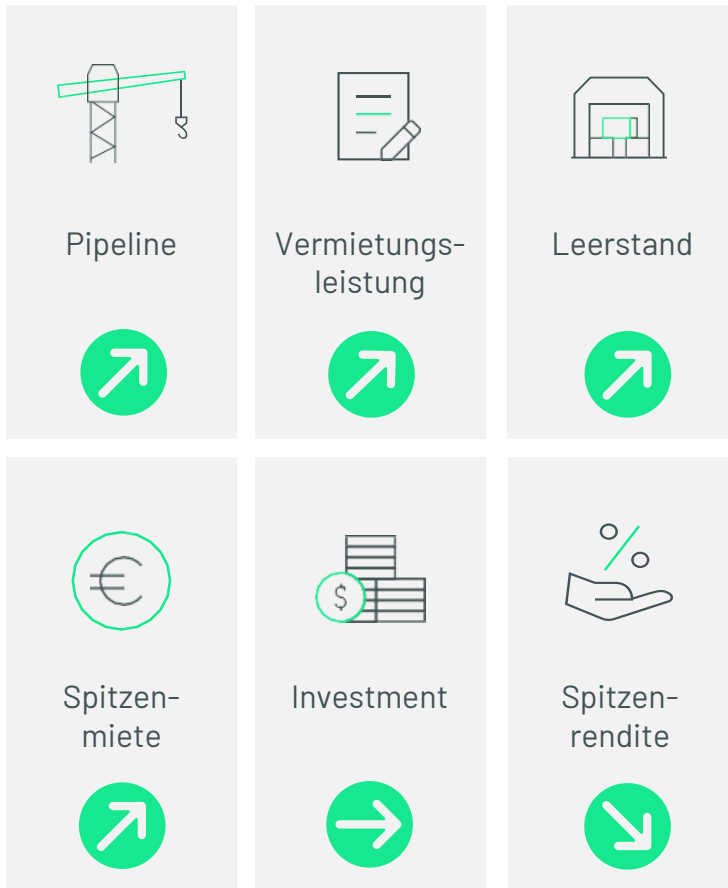 Pipeline
Vermietungs-
leistung
Leerstand
€
$
%
Spitzen-
miete
Investment
Spitzen-
rendite